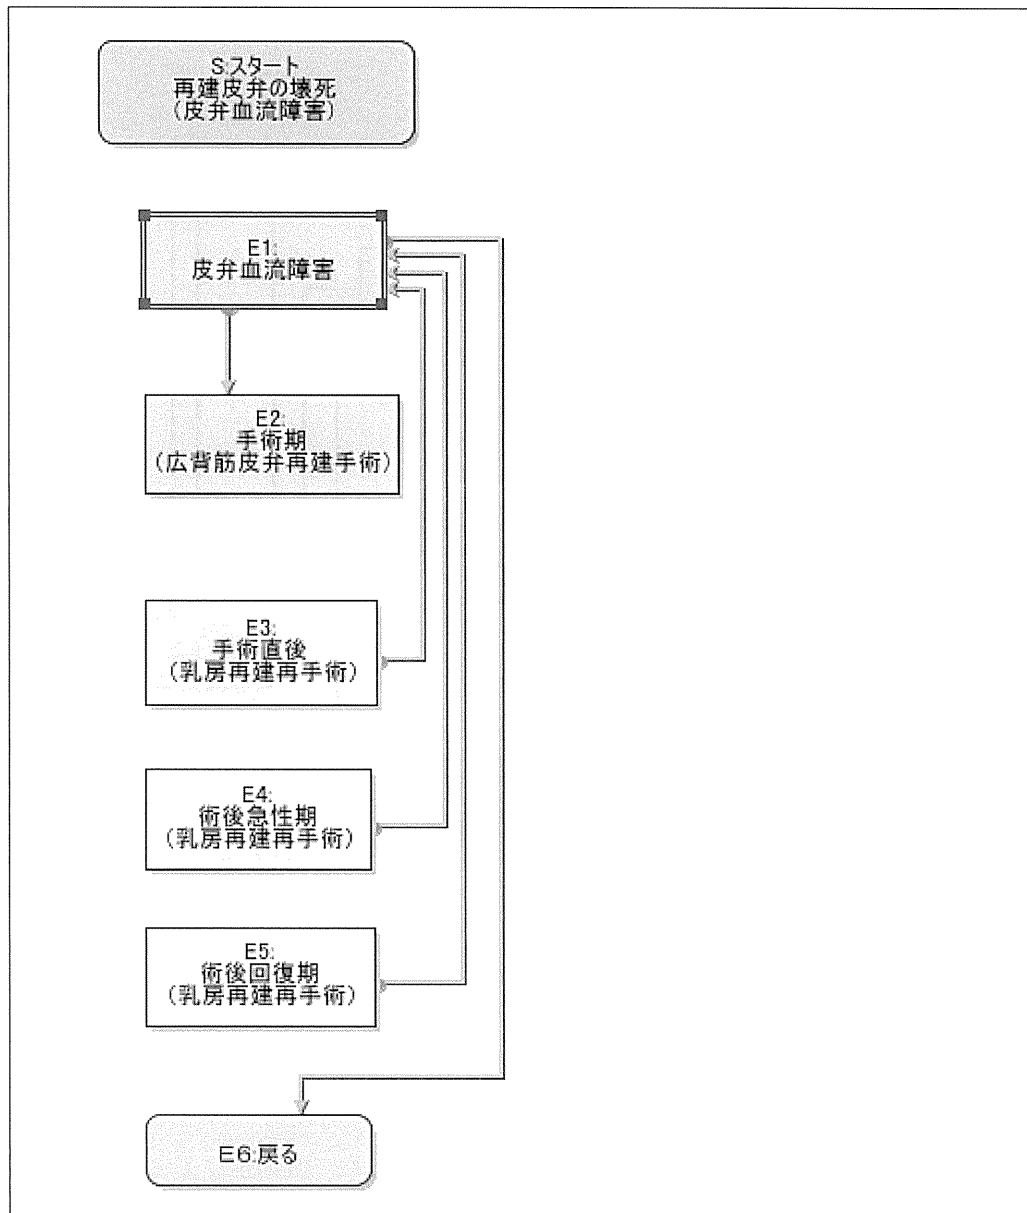 S:スタート
再建皮弁の壊死
(皮弁血流障害)
E1:
皮弁血流障害
E2:
手術期
(広背筋皮弁再建手術)
E3:
手術直後
(乳房再建再手術)
E4:
術後急性期
(乳房再建再手術)
E5:
術後回復期
(乳房再建再手術)
E6:戻る